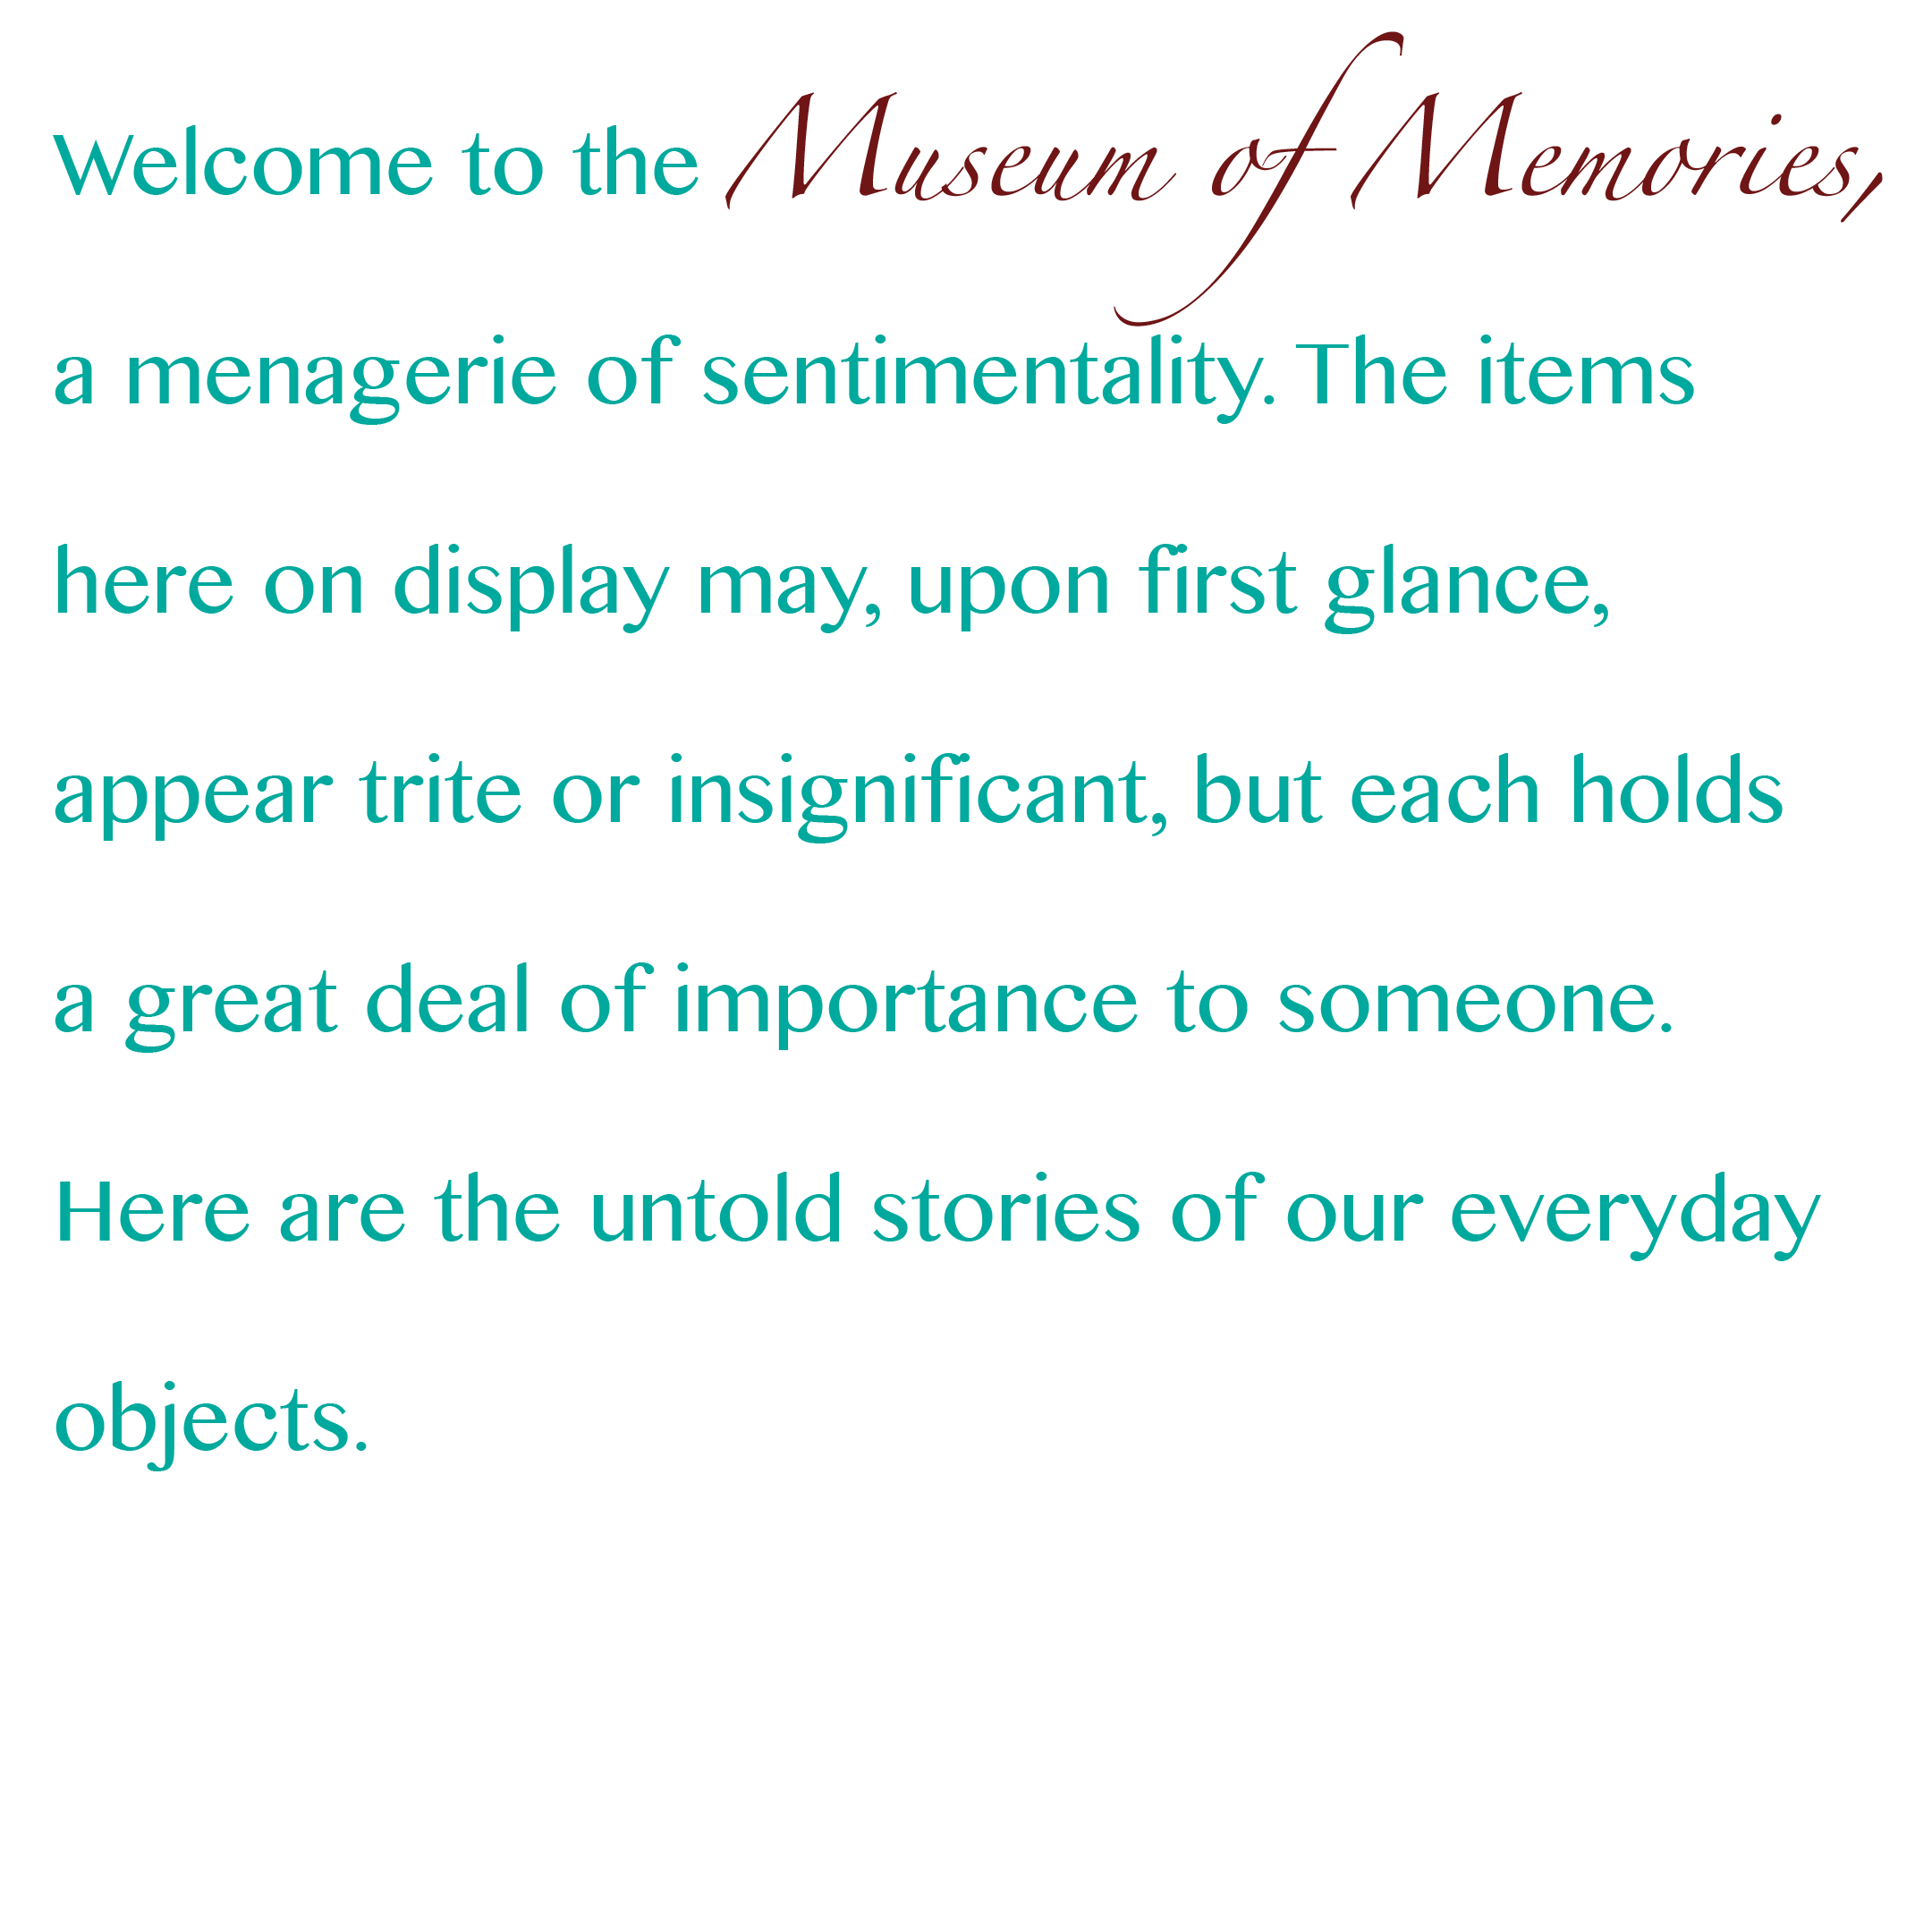 Welcome to the Museum of Memories,
a menagerie of sentimentality. The items
here on display may, upon first glance,
appear trite or insignificant, but each holds
a great deal of importance to someone.
Here are the untold stories of our everyday
objects.